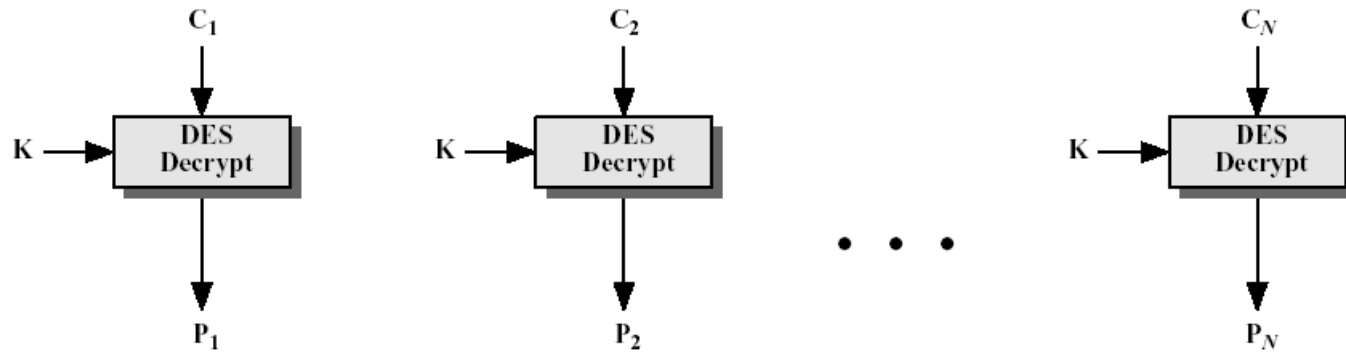 C1 C2 CN
K DES Decrypt K DES Decrypt K DES Decrypt
P1 P2 PN